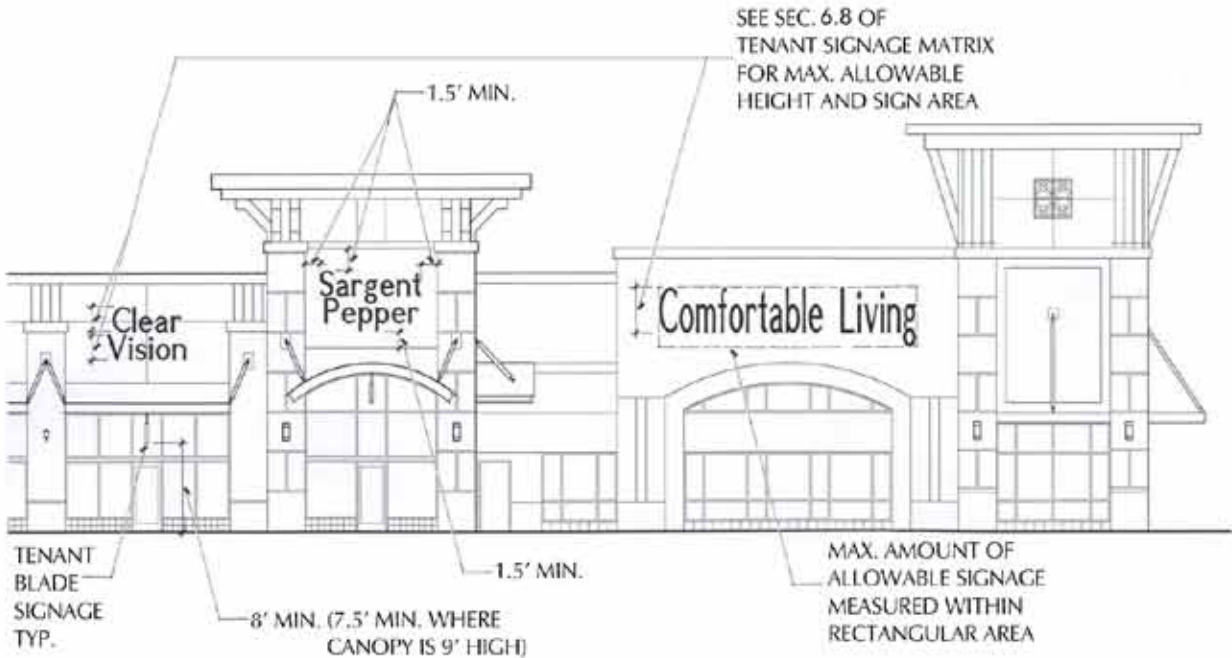 SEE SEC. 6.8 OF
TENANT SIGNAGE MATRIX
FOR MAX. ALLOWABLE
HEIGHT AND SIGN AREA
1.5' MIN.
Sargent
Pepper
Clear
Vision
Comfortable Living
TENANT
BLADE
SIGNAGE
TYP.
8' MIN. (7.5' MIN. WHERE
CANOPY IS 9' HIGH)
1.5' MIN.
MAX. AMOUNT OF
ALLOWABLE SIGNAGE
MEASURED WITHIN
RECTANGULAR AREA